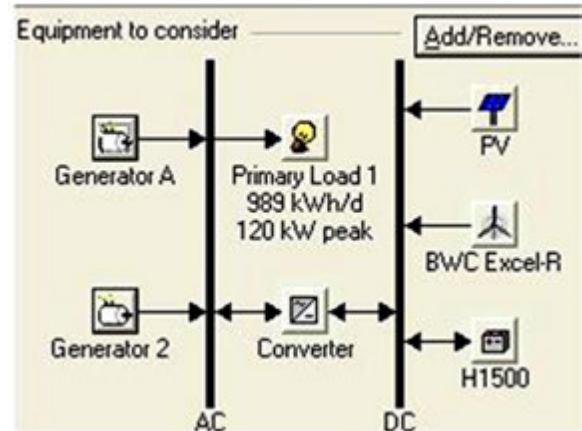 Equipment to consider
Add/Remove...
Generator A
Primary Load 1
989 kWh/d
120 kW peak
PV
BWC Excel-R
Generator 2
Converter
H1500
AC
DC